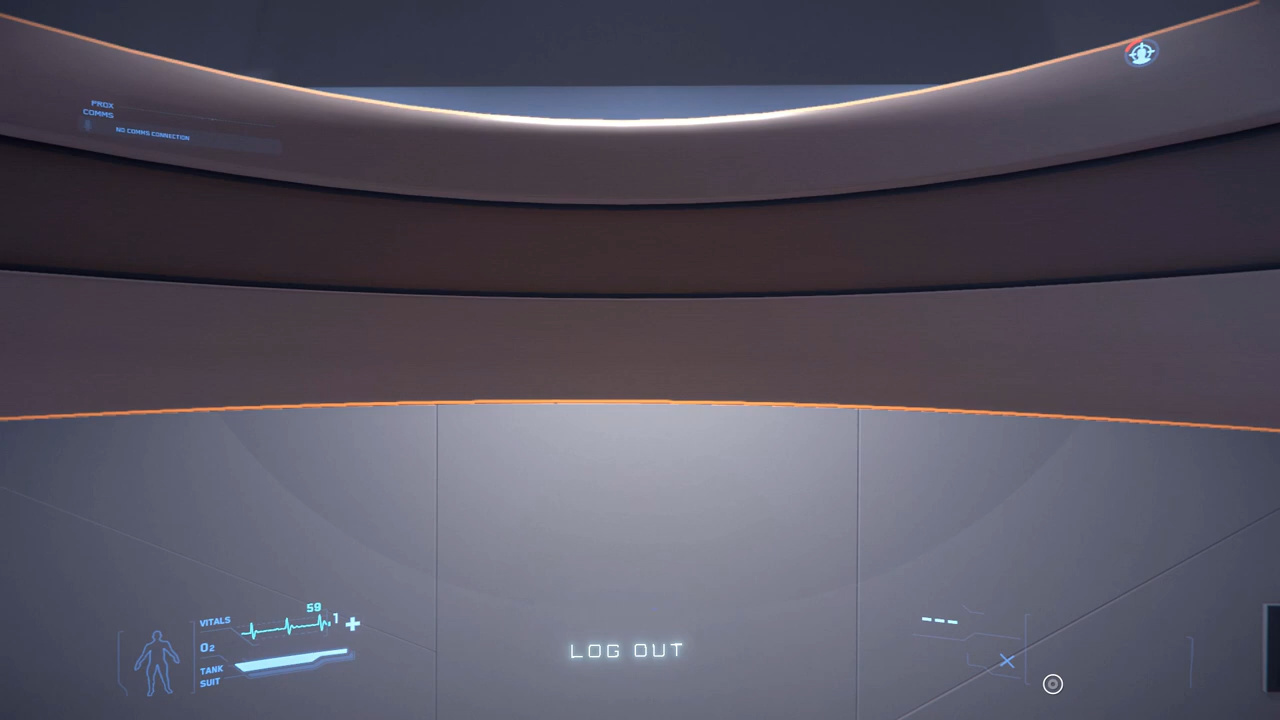 PROX
COMMS
NO COMMS CONNECTION
59
VITALS
1
O2
TANK
SUIT
LOG OUT
---